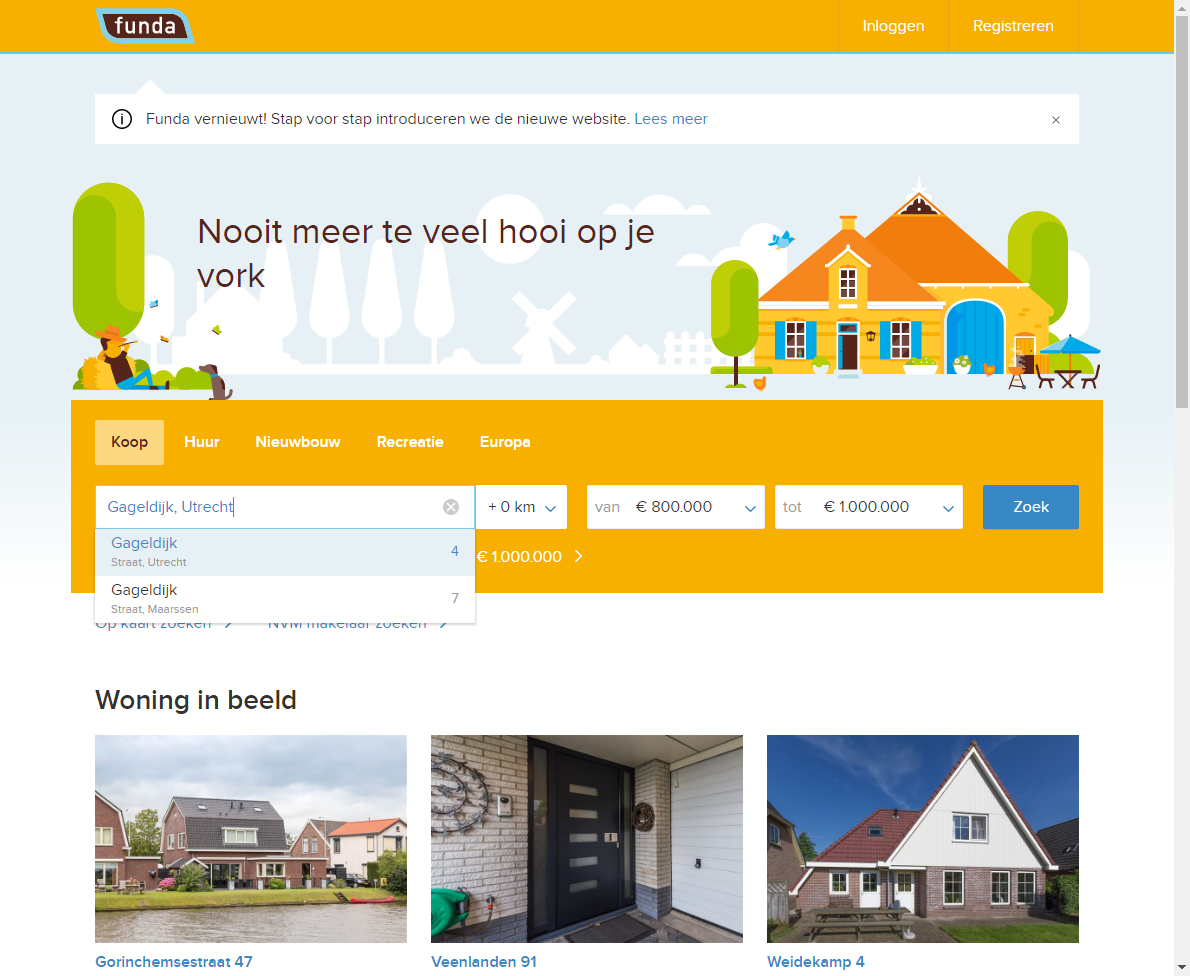 funda
Inloggen
Registreren
Funda vernieuwt! Stap voor stap introduceren we de nieuwe website. Lees meer
Nooit meer te veel hooi op je
vork
Koop
Huur
Nieuwbouw
Recreatie
Europa
Gageldijk, Utrecht
+ 0 km
van € 800.000
tot € 1.000.000
Zoek
Gageldijk
4
Straat, Utrecht
€ 1.000.000
Gageldijk
7
Straat, Maarssen
Op kaart zoeken
NVM makelaar zoeken
Woning in beeld
Gorinchemsestraat 47
Veenlanden 91
Weidekamp 4